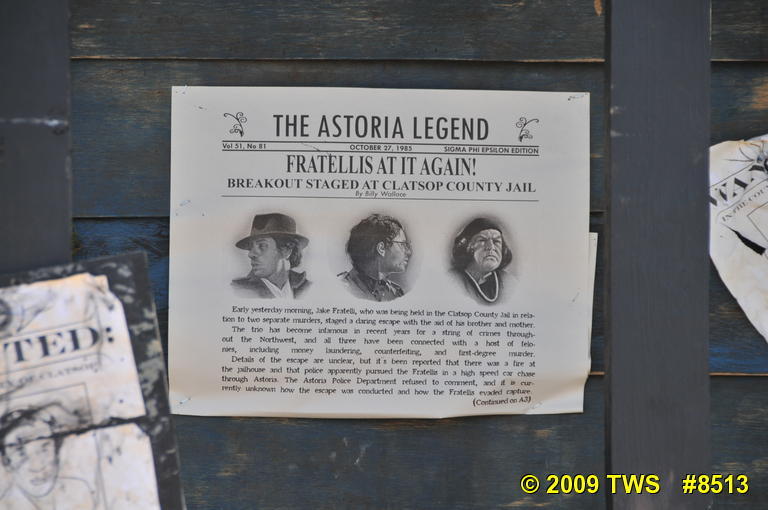 THE ASTORIA LEGEND
Vol 51, No 81 OCTOBER 27, 1985 SIGMA PHI EPSILON EDITION
FRATELLIS AT IT AGAIN!
BREAKOUT STAGED AT CLATSOP COUNTY JAIL
By Billy Wallace
Early yesterday morning, Jake Fratelli, who was being held in the Clatsop County Jail in rela-
tion to two separate murders, staged a daring escape with the aid of his brother and mother.
The trio has become infamous in recent years for a string of crimes through-
out the Northwest, and all three have been connected with a host of felo-
nies, including money laundering, counterfeiting, and first-degree murder.
Details of the escape are unclear, but it's been reported that there was a fire at
the jailhouse and that police apparently pursued the Fratellis in a high speed car chase
through Astoria. The Astoria Police Department refused to comment, and it is cur-
rently unknown how the escape was conducted and how the Fratellis evaded capture.
(Continued on A3)
TED:
OF CLATSOP
WAN
IN THE COU
© 2009 TWS #8513